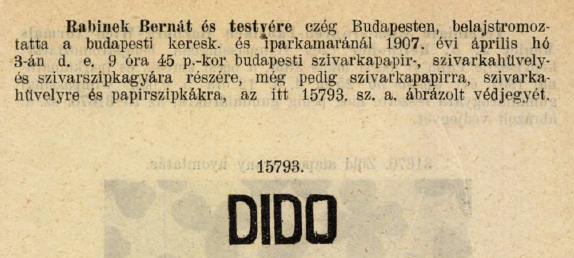 Rabinek Bernát és testvére czég Budapesten, belajstromoz-
tatta a budapesti keresk. és iparkamaránál 1907. évi április hó
3-án d. e. 9 óra 45 p.-kor budapesti szivarkapapir-, szivarkahüvely-
és szivarszipkagyára részére, még pedig szivarkapapirra, szivarka-
hüvelyre és papirszipkákra, az itt 15793. sz. a. ábrázolt védjegyét.
15793.
DIDO